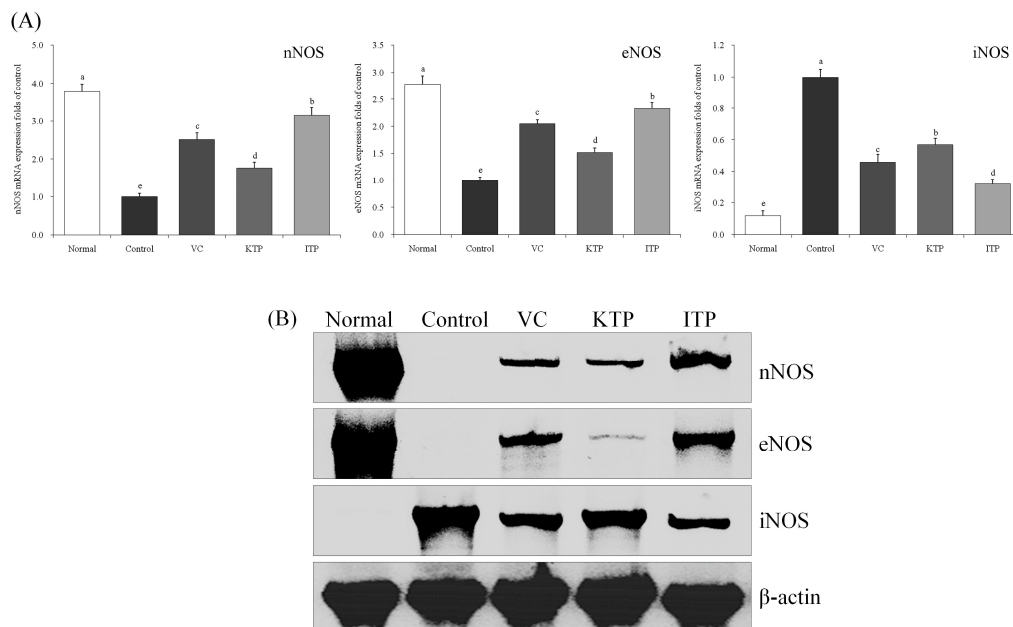 (A)
nNOS
nNOS mRNA expression folds of control
5.0
4.0
3.0
2.0
1.0
0.0
a
e
c
d
b
Normal Control VC KTP ITP
eNOS
eNOS mRNA expression folds of control
3.5
3.0
2.5
2.0
1.5
1.0
0.5
0.0
a
e
c
d
b
Normal Control VC KTP ITP
iNOS
iNOS mRNA expression folds of control
1.2
1.0
0.8
0.6
0.4
0.2
0.0
e
a
c
b
d
Normal Control VC KTP ITP
(B) Normal Control VC KTP ITP
nNOS
eNOS
iNOS
β-actin